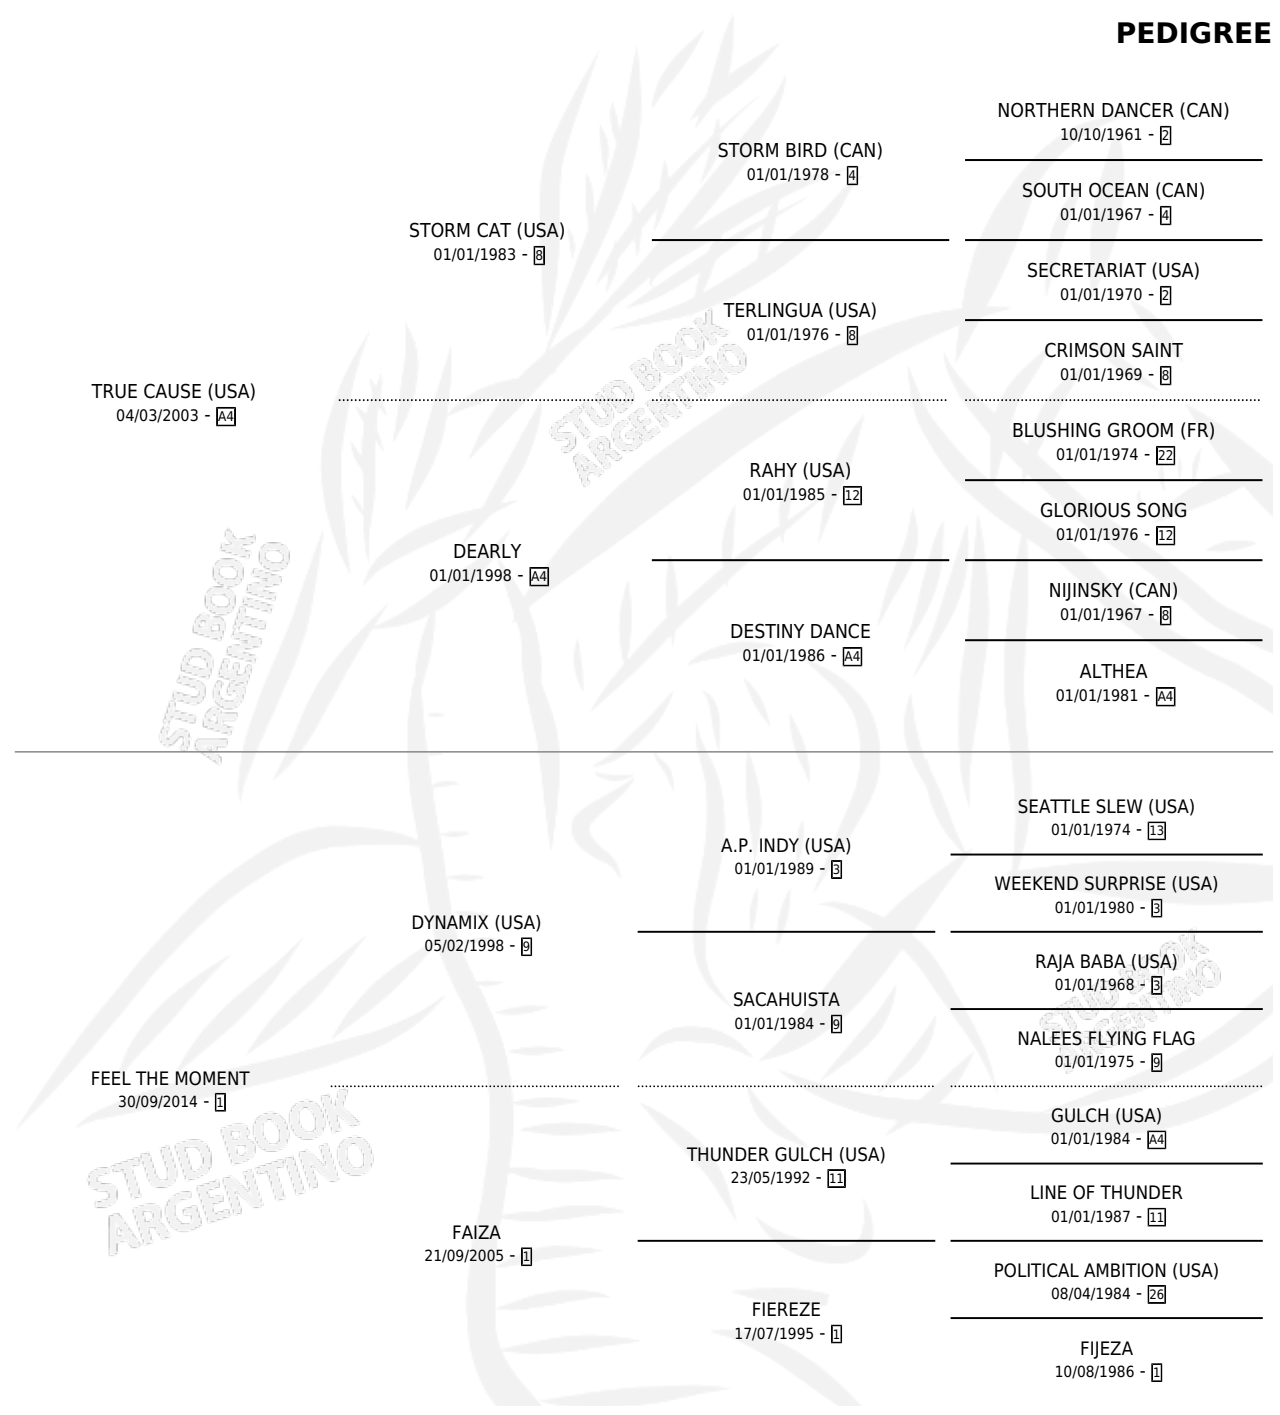 PEDIGREE
NORTHERN DANCER (CAN)
10/10/1961 - 2
STORM BIRD (CAN)
01/01/1978 - 4
SOUTH OCEAN (CAN)
01/01/1967 - 4
STORM CAT (USA)
01/01/1983 - 8
SECRETARIAT (USA)
01/01/1970 - 2
TERLINGUA (USA)
01/01/1976 - 8
CRIMSON SAINT
01/01/1969 - 8
TRUE CAUSE (USA)
04/03/2003 - A4
BLUSHING GROOM (FR)
01/01/1974 - 22
RAHY (USA)
01/01/1985 - 12
GLORIOUS SONG
01/01/1976 - 12
DEARLY
01/01/1998 - A4
NIJINSKY (CAN)
01/01/1967 - 8
DESTINY DANCE
01/01/1986 - A4
ALTHEA
01/01/1981 - A4
SEATTLE SLEW (USA)
01/01/1974 - 13
A.P. INDY (USA)
01/01/1989 - 3
WEEKEND SURPRISE (USA)
01/01/1980 - 3
DYNAMIX (USA)
05/02/1998 - 9
RAJA BABA (USA)
01/01/1968 - 3
SACAHUISTA
01/01/1984 - 9
NALEES FLYING FLAG
01/01/1975 - 9
FEEL THE MOMENT
30/09/2014 - 1
GULCH (USA)
01/01/1984 - A4
THUNDER GULCH (USA)
23/05/1992 - 11
LINE OF THUNDER
01/01/1987 - 11
FAIZA
21/09/2005 - 1
POLITICAL AMBITION (USA)
08/04/1984 - 26
FIEREZE
17/07/1995 - 1
FIJEZA
10/08/1986 - 1
STUD BOOK
ARGENTINO
STUD BOOK
ARGENTINO
STUD BOOK
ARGENTINO
STUD BOOK
ARGENTINO